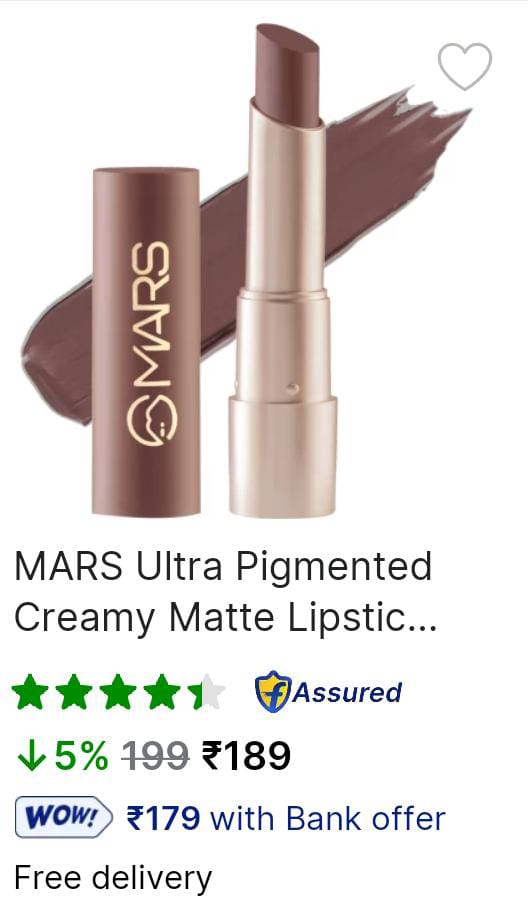 MARS
MARS Ultra Pigmented
Creamy Matte Lipstic...
f Assured
↓5% 199 ₹189
WOW! ₹179 with Bank offer
Free delivery